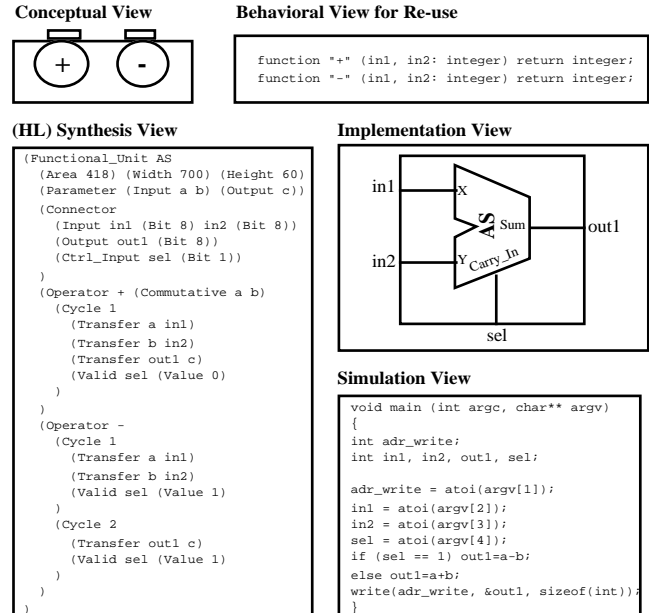 Conceptual View
+ -
Behavioral View for Re-use
function "+" (in1, in2: integer) return integer;
function "-" (in1, in2: integer) return integer;
(HL) Synthesis View
(Functional_Unit AS
(Area 418) (Width 700) (Height 60)
(Parameter (Input a b) (Output c))
(Connector
(Input in1 (Bit 8) in2 (Bit 8))
(Output out1 (Bit 8))
(Ctrl_Input sel (Bit 1))
)
(Operator + (Commutative a b)
(Cycle 1
(Transfer a in1)
(Transfer b in2)
(Transfer out1 c)
(Valid sel (Value 0)
)
)
(Operator -
(Cycle 1
(Transfer a in1)
(Transfer b in2)
(Valid sel (Value 1)
)
(Cycle 2
(Transfer out1 c)
(Valid sel (Value 1)
)
)
)
Implementation View
in1
X
AS
Sum
out1
in2
Y
Carry_In
sel
Simulation View
void main (int argc, char** argv)
{
int adr_write;
int in1, in2, out1, sel;
adr_write = atoi(argv[1]);
in1 = atoi(argv[2]);
in2 = atoi(argv[3]);
sel = atoi(argv[4]);
if (sel == 1) out1=a-b;
else out1=a+b;
write(adr_write, &out1, sizeof(int));
}